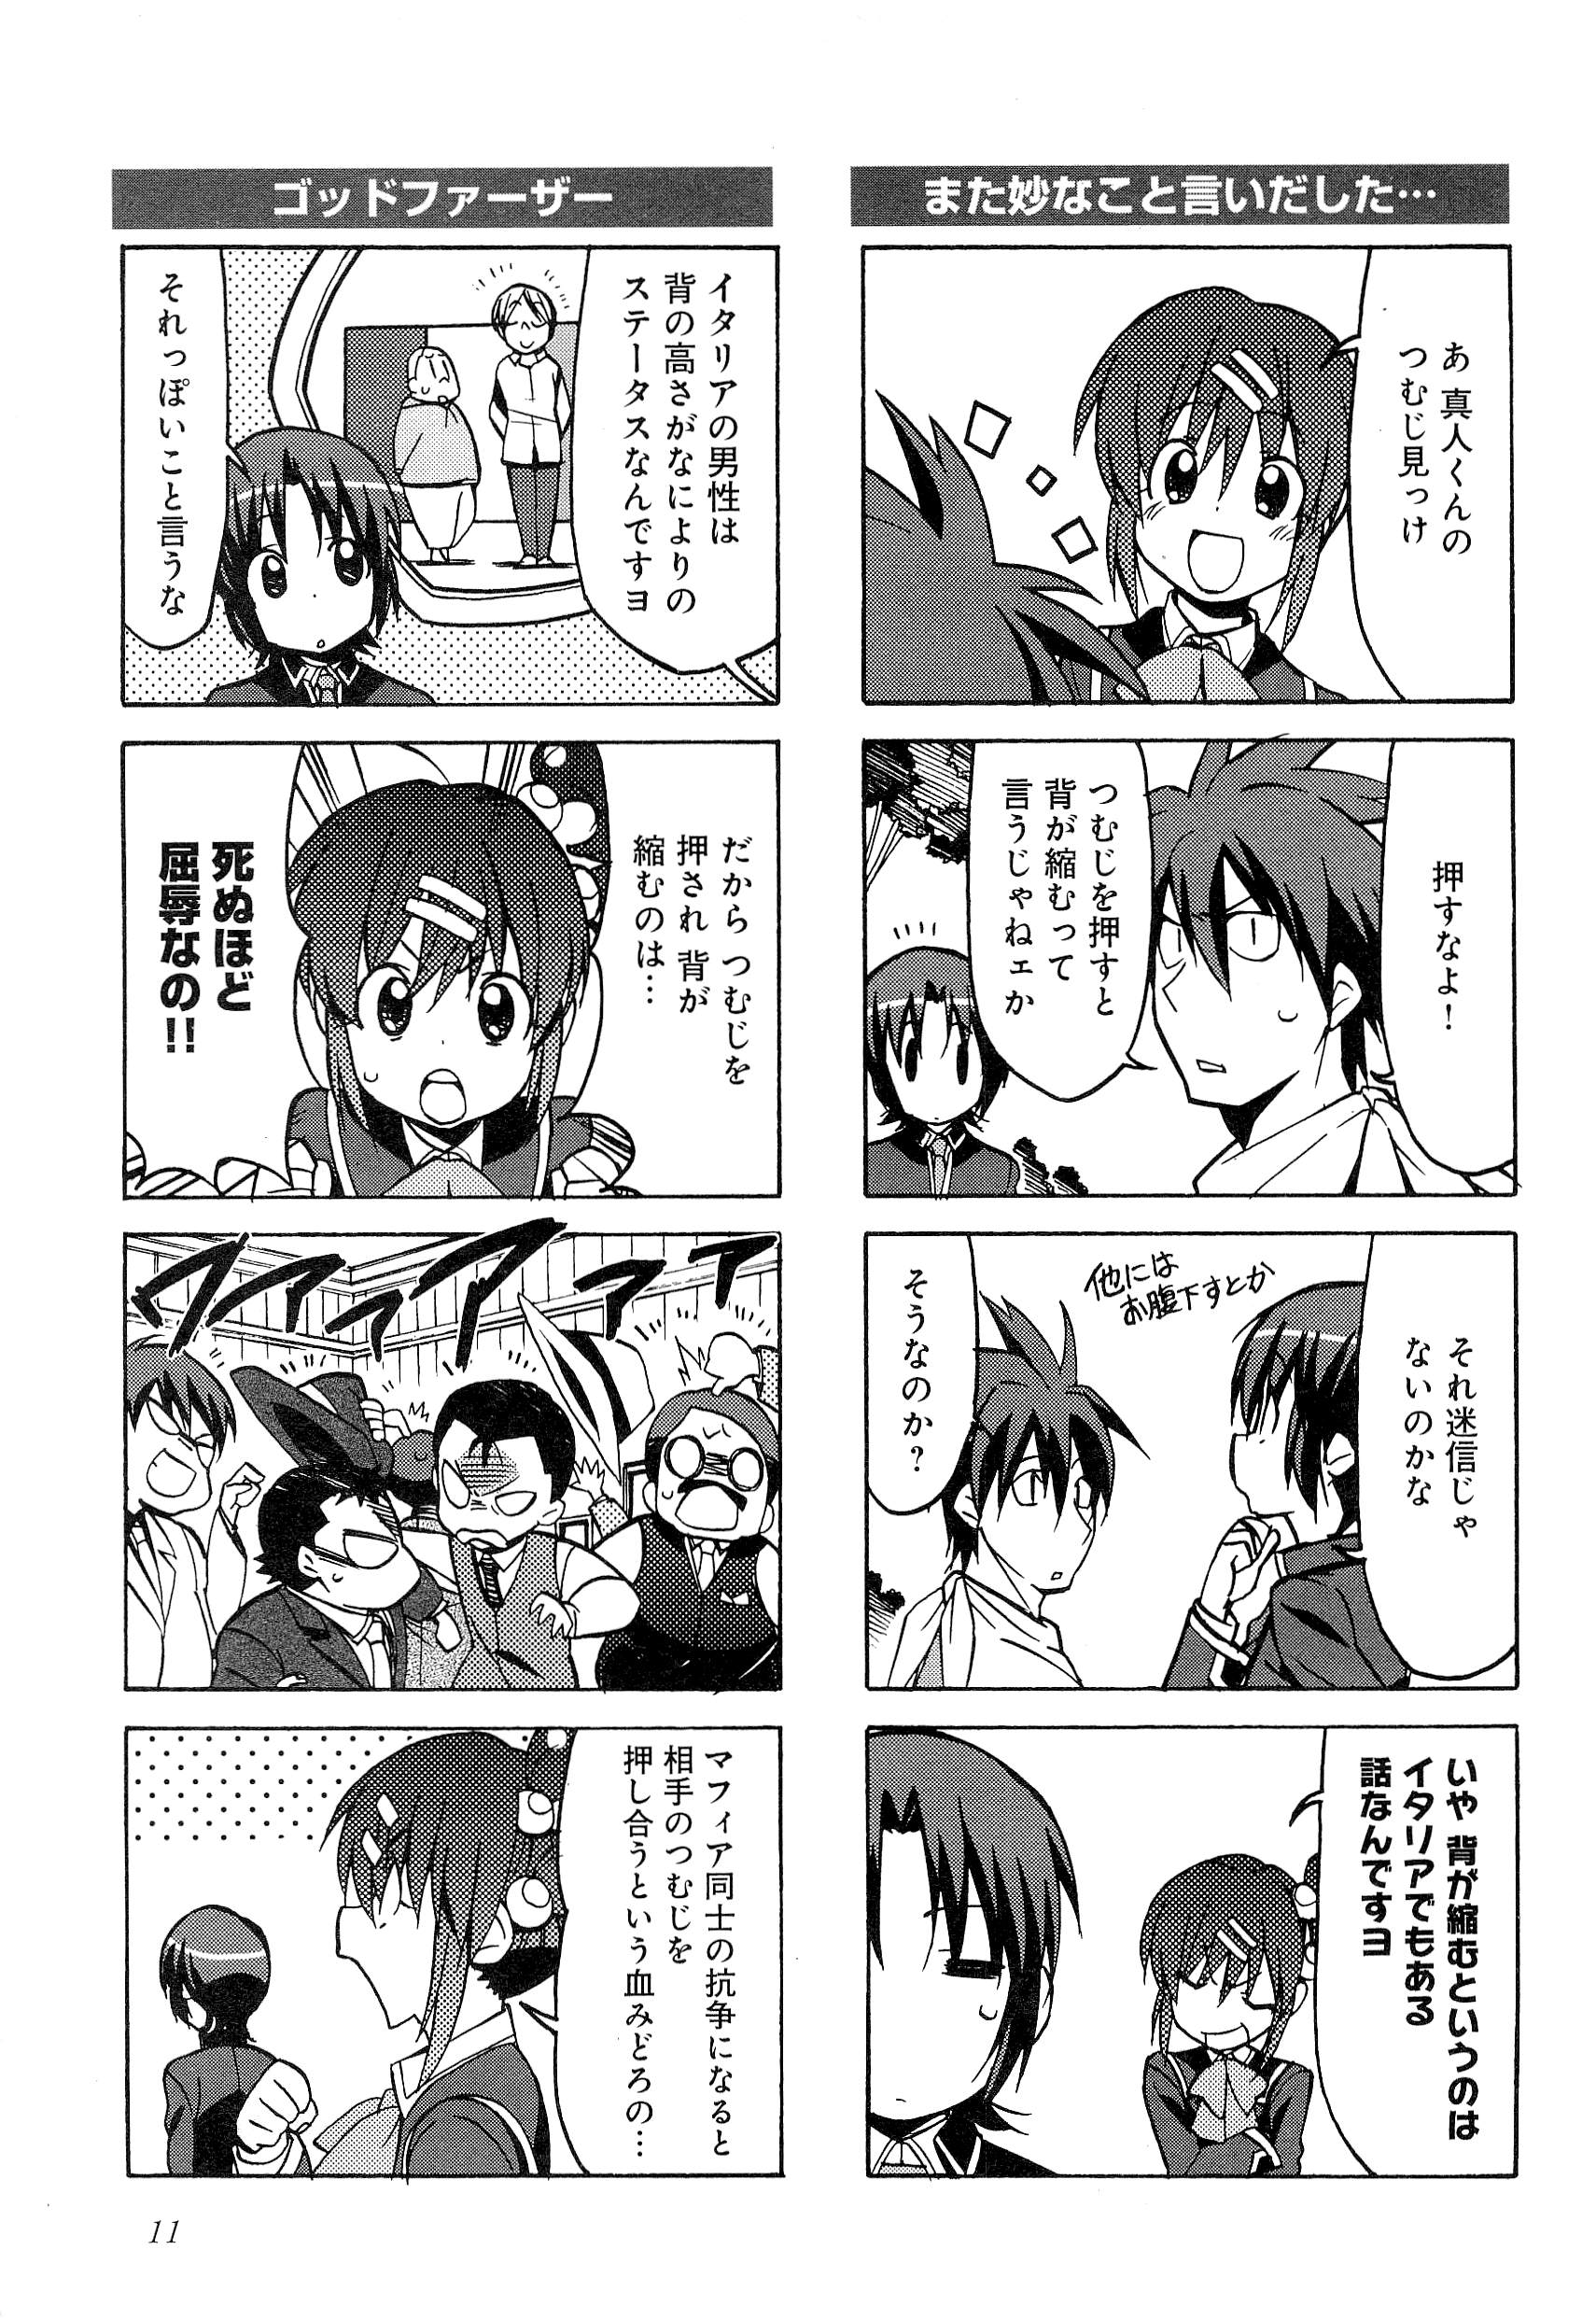 また妙なこと言いだした…
あ 真人くんの
つむじ見っけ
押すなよ！
つむじを押すと
背が縮むって
言うじゃねェか
それ迷信じゃ
ないのかな
他には
お腹下すとか
そうなのか？
いや 背が縮むというのは
イタリアでもある
話なんですヨ
ゴッドファーザー
イタリアの男性は
背の高さがなによりの
ステータスなんですヨ
それっぽいこと言うな
だから つむじを
押され 背が
縮むのは…
死ぬほど
屈辱なの!!
ワアアアァァ
マフィア同士の抗争になると
相手のつむじを
押し合うという血みどろの…
11